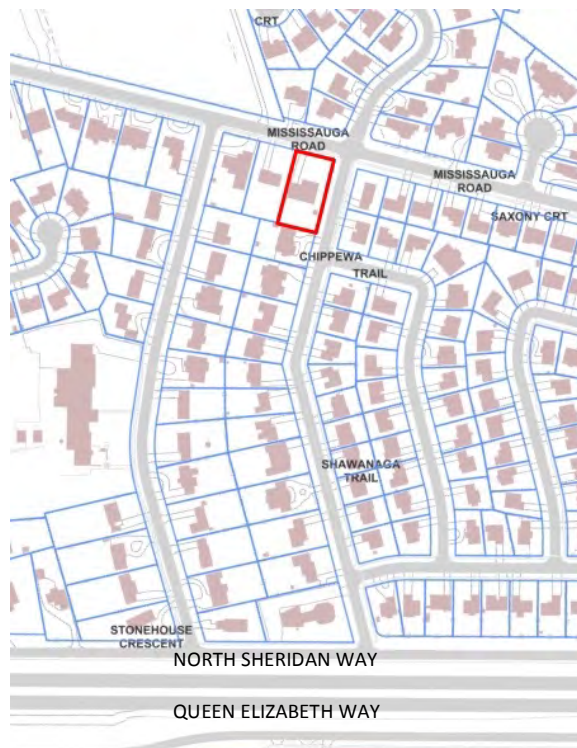 CRT
MISSISSAUGA
ROAD
MISSISSAUGA
ROAD
SAXONY CRT
CHIPPEWA
TRAIL
SHAWANAGA
TRAIL
STONEHOUSE
CRESCENT
NORTH SHERIDAN WAY
QUEEN ELIZABETH WAY